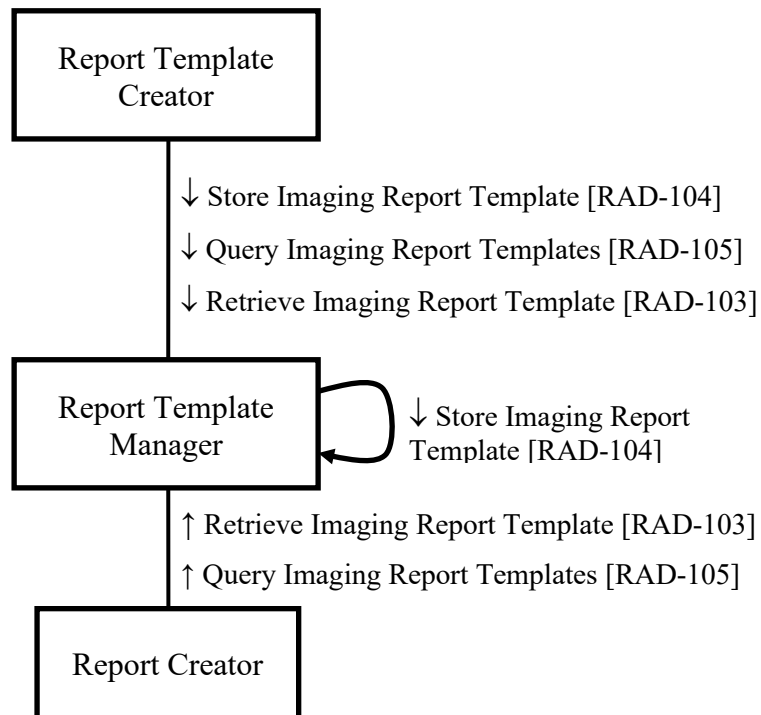 Report Template
Creator
↓ Store Imaging Report Template [RAD-104]
↓ Query Imaging Report Templates [RAD-105]
↓ Retrieve Imaging Report Template [RAD-103]
Report Template
Manager
↓ Store Imaging Report
Template [RAD-104]
↑ Retrieve Imaging Report Template [RAD-103]
↑ Query Imaging Report Templates [RAD-105]
Report Creator